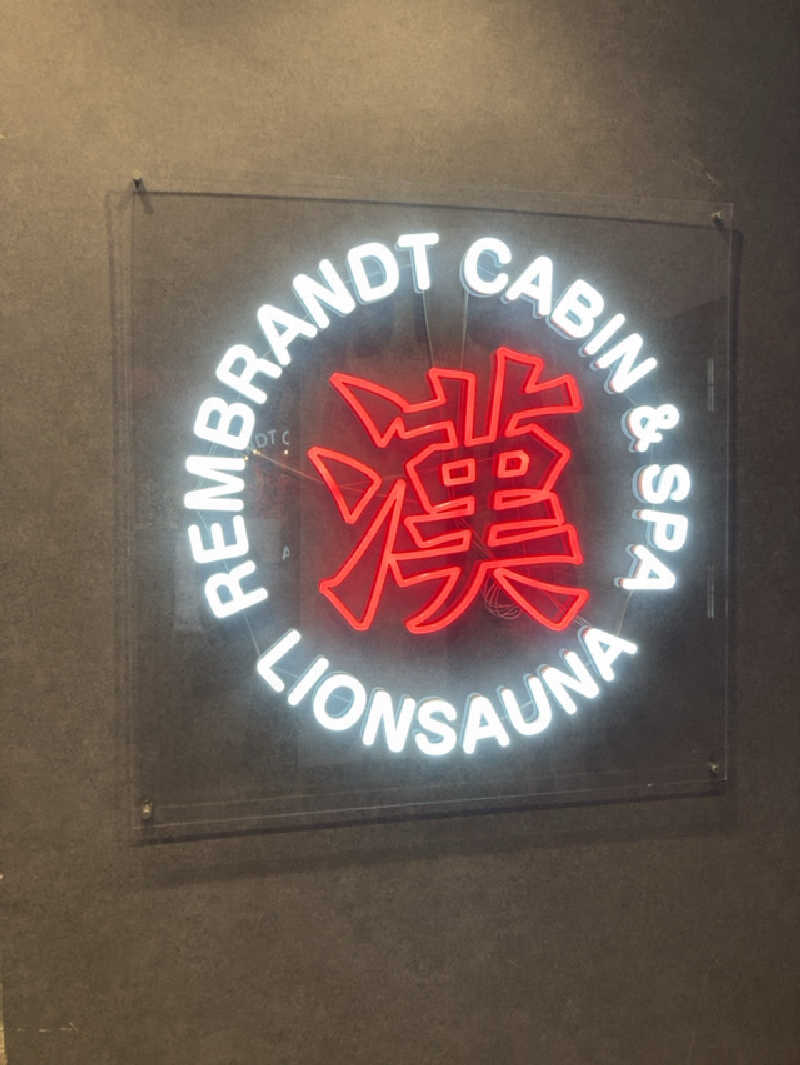 REMBRANDT CABIN & SPA
漢
LIONSAUNA